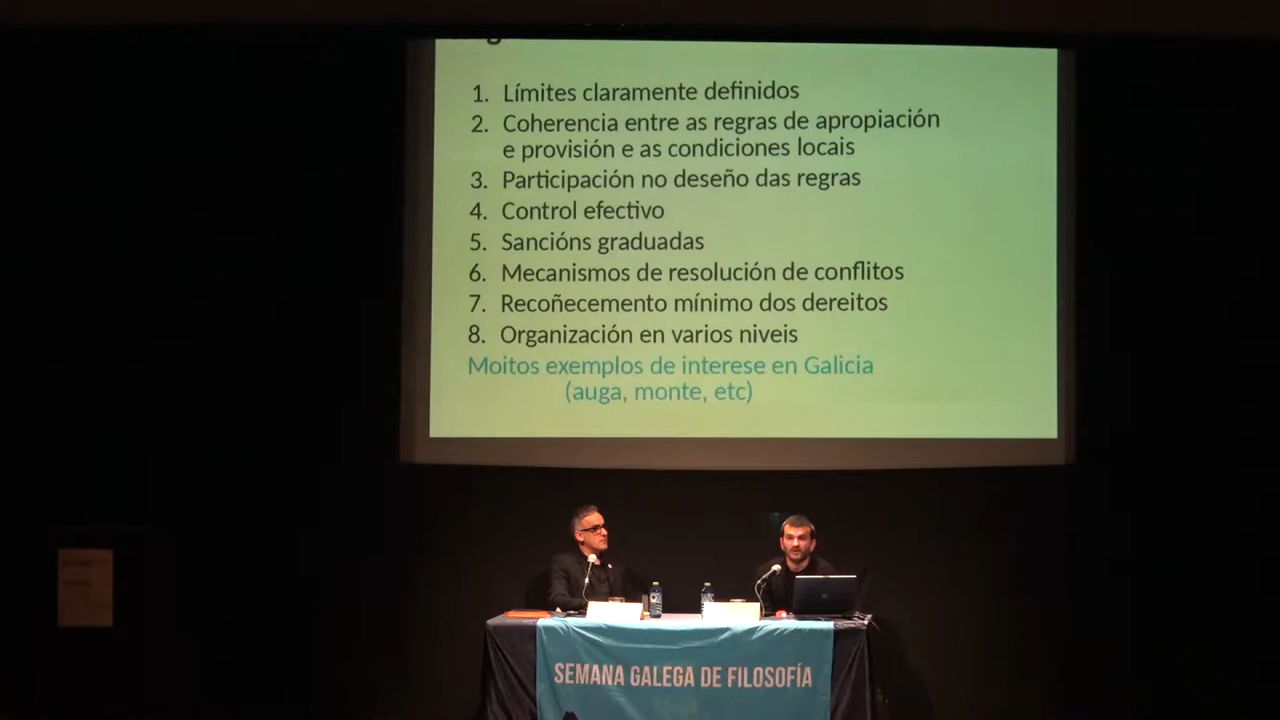 1. Límites claramente definidos
2. Coherencia entre as regras de apropiación
e provisión e as condiciones locais
3. Participación no deseño das regras
4. Control efectivo
5. Sancións graduadas
6. Mecanismos de resolución de conflitos
7. Recoñecemento mínimo dos dereitos
8. Organización en varios niveis
Moitos exemplos de interese en Galicia
(auga, monte, etc)
SEMANA GALEGA DE FILOSOFÍA